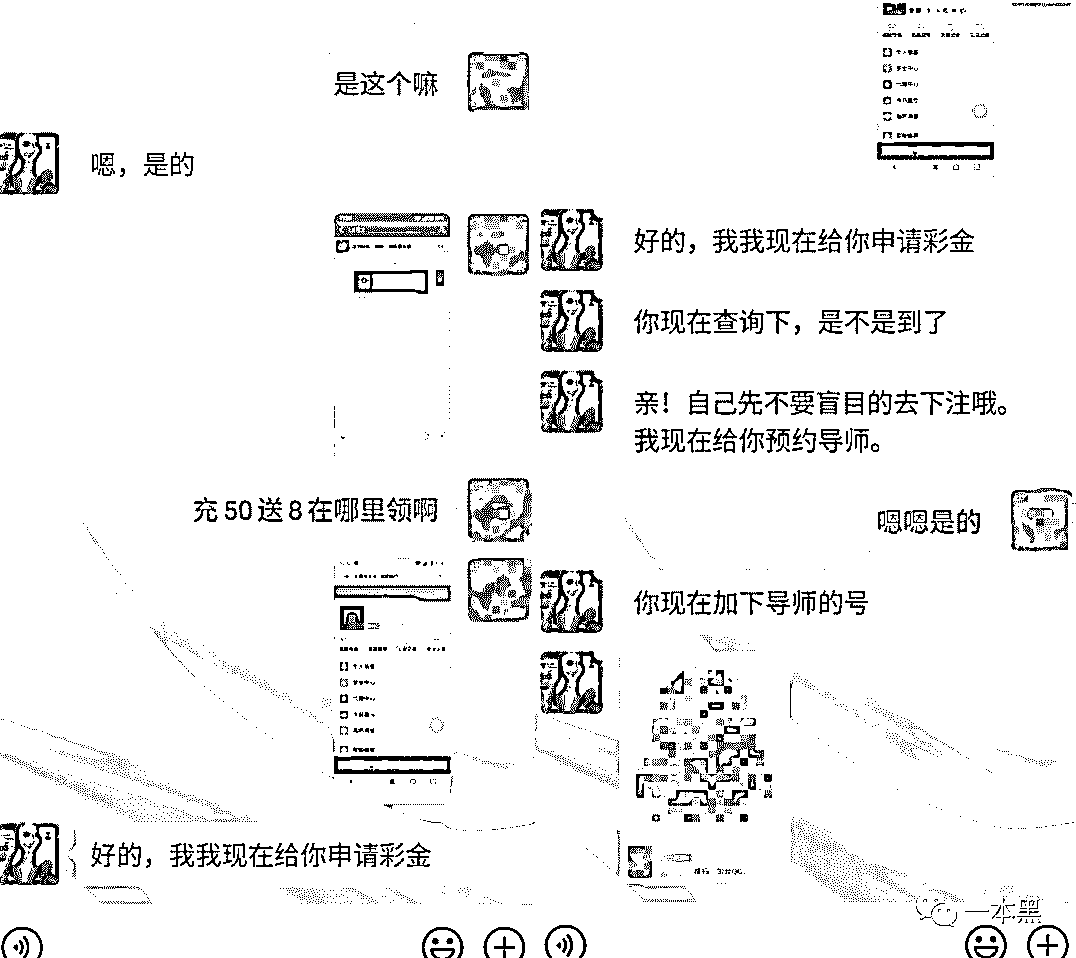 是这个嘛
嗯，是的
充50送8在哪里领啊
好的，我我现在给你申请彩金
好的，我我现在给你申请彩金
你现在查询下，是不是到了
亲！自己先不要盲目的去下注哦。
我现在给你预约导师。
嗯嗯是的
你现在加下导师的号
一本黑